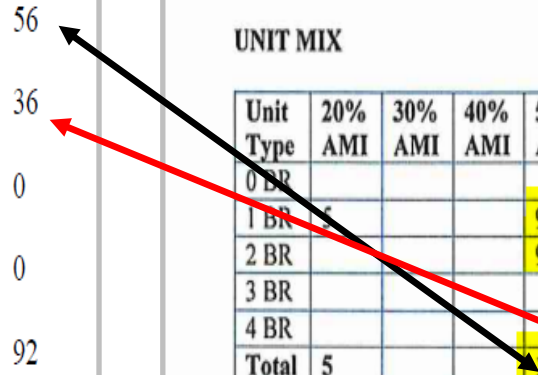 56
36
0
0
92
UNIT MIX
Unit Type 20% AMI 30% AMI 40% AMI
0 BR
1 BR 5
2 BR
3 BR
4 BR
Total 5